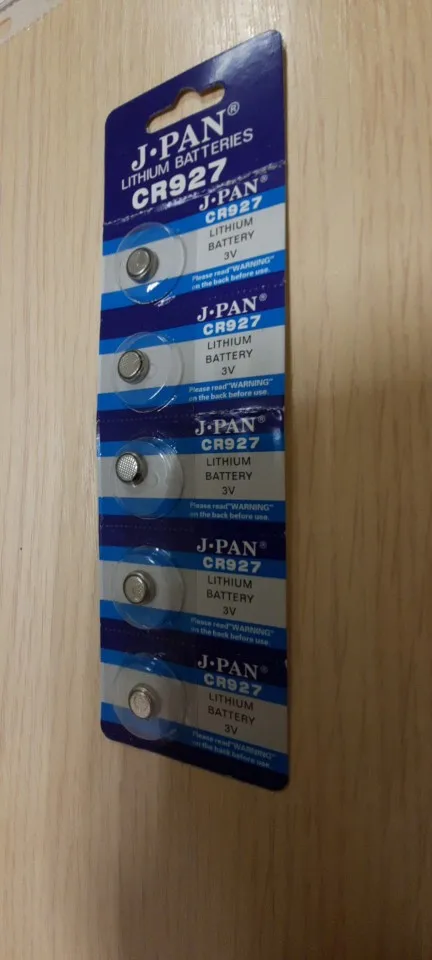 J·PAN®
LITHIUM BATTERIES
CR927
J·PAN®
CR927
LITHIUM
BATTERY
3V
Please read"WARNING"
on the back before use.
J·PAN®
CR927
LITHIUM
BATTERY
3V
Please read"WARNING"
on the back before use.
J·PAN®
CR927
LITHIUM
BATTERY
3V
Please read"WARNING"
on the back before use.
J·PAN®
CR927
LITHIUM
BATTERY
3V
Please read"WARNING"
on the back before use.
J·PAN®
CR927
LITHIUM
BATTERY
3V
Please read"WARNING"
on the back before use.